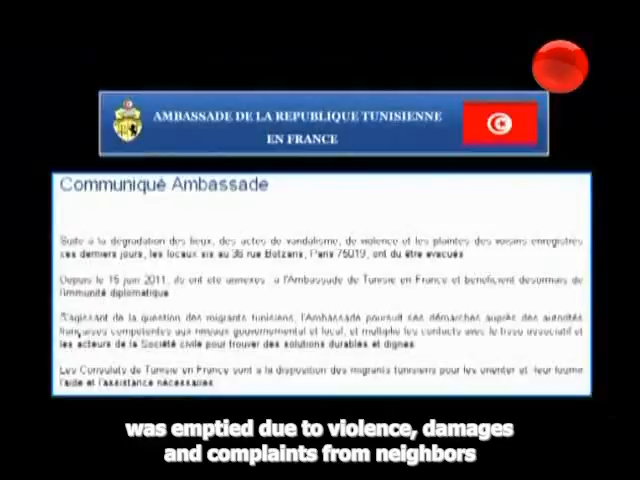 AMBASSADE DE LA REPUBLIQUE TUNISIENNE
EN FRANCE
Communiqué Ambassade
Suite à la dégradation des lieux, des actes de vandalisme, de violence et les plaintes des voisins enregistrés
ces derniers jours, les locaux sis au 36 rue Botzaris, Paris 75019, ont du être evacués
Depuis le 15 juin 2011, ils ont été annexés à l'Ambassade de Tunisie en France et bénéficient désormais de
l'immunité diplomatique
S'agissant de la question des migrants tunisiens, l'Ambassade poursuit ses démarches auprès des autorités
françaises compétentes aux niveaux gouvernemental et local, et multiplie les contacts avec le tissu associatif et
les acteurs de la Société civile pour trouver des solutions durables et dignes
Les Consulats de Tunisie en France sont à la disposition des migrants tunisiens pour les orienter et leur fournir
l'aide et l'assistance nécessaires
was emptied due to violence, damages
and complaints from neighbors